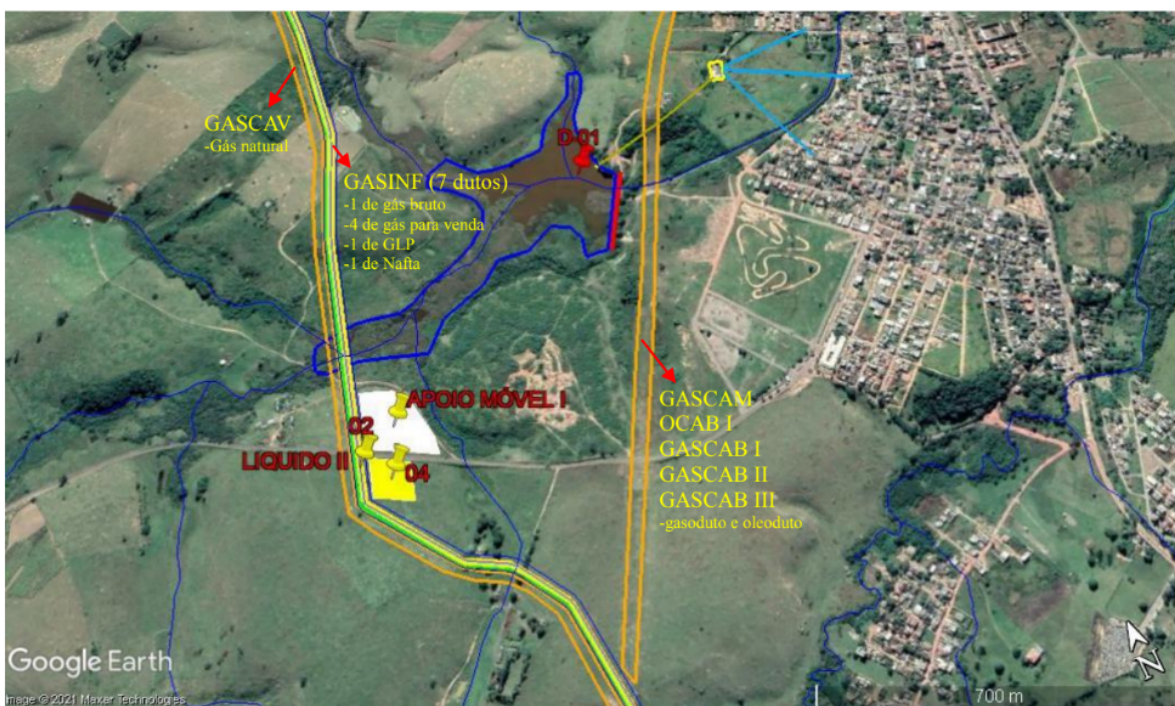 D-01
GASCAV
-Gás natural
GASINF (7 dutos)
-1 de gás bruto
-4 de gás para venda
-1 de GLP
-1 de Nafta
APOIO MÓVEL I
02
LIQUIDO II
04
GASCAM
OCAB I
GASCAB I
GASCAB II
GASCAB III
-gasoduto e oleoduto
Google Earth
N
Image © 2021 Maxar Technologies
700 m